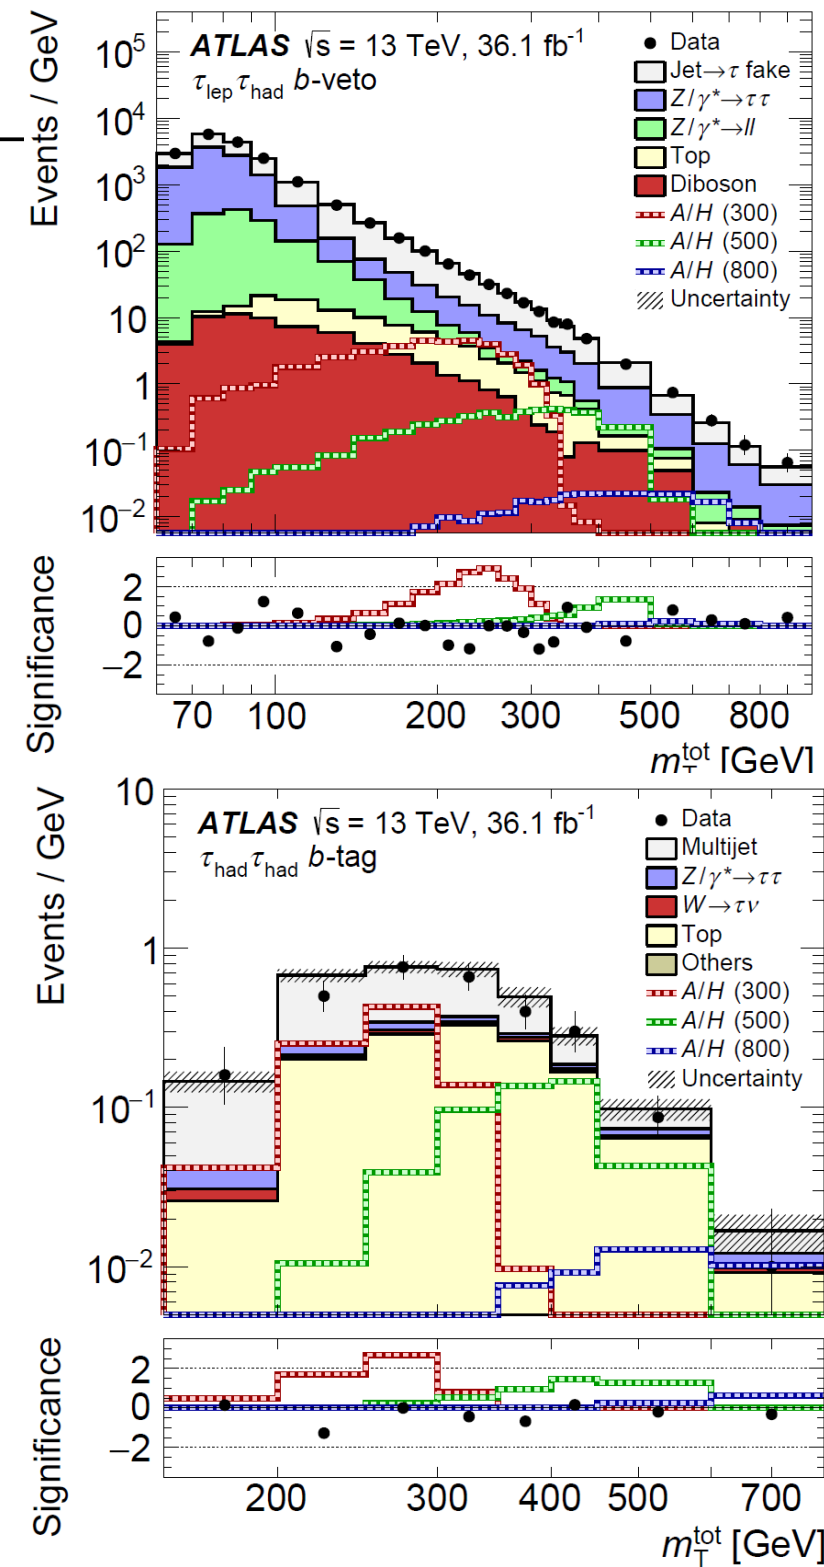 Events / GeV
10⁵
10⁴
10³
10²
10
1
10⁻¹
10⁻²
ATLAS √s = 13 TeV, 36.1 fb⁻¹
τ_lep τ_had b-veto
Data
Jet→τ fake
Z/γ*→ττ
Z/γ*→ll
Top
Diboson
A/H (300)
A/H (500)
A/H (800)
Uncertainty
Significance
2
0
−2
70 100 200 300 500 800
m_T^tot [GeV]
Events / GeV
10
1
10⁻¹
10⁻²
ATLAS √s = 13 TeV, 36.1 fb⁻¹
τ_had τ_had b-tag
Data
Multijet
Z/γ*→ττ
W→τν
Top
Others
A/H (300)
A/H (500)
A/H (800)
Uncertainty
Significance
2
0
−2
200 300 400 500 700
m_T^tot [GeV]